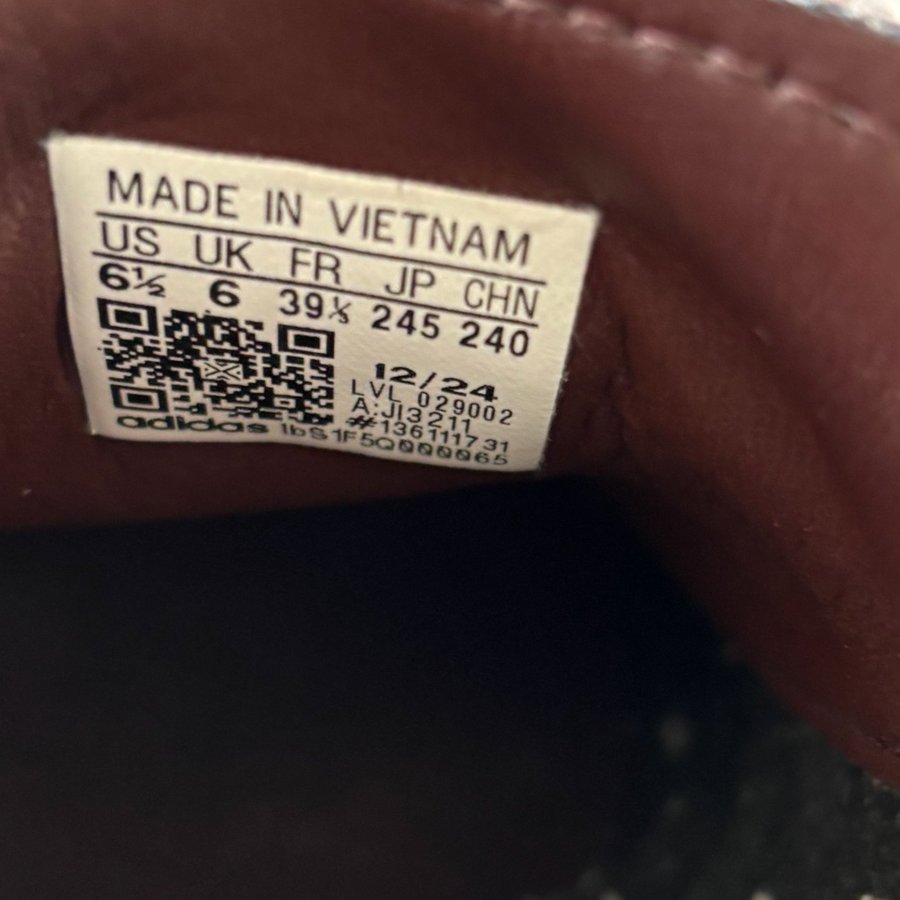 MADE IN VIETNAM
US UK FR JP CHN
6½ 6 39⅓ 245 240
12/24
LVL 029002
A:JI3211
#136111731
adidas IbS1F5Q000065